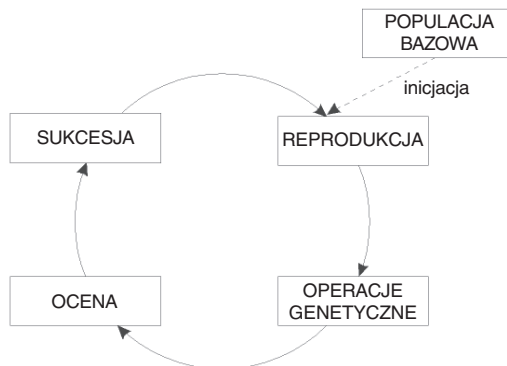 POPULACJA
BAZOWA
inicjacja
SUKCESJA
REPRODUKCJA
OCENA
OPERACJE
GENETYCZNE